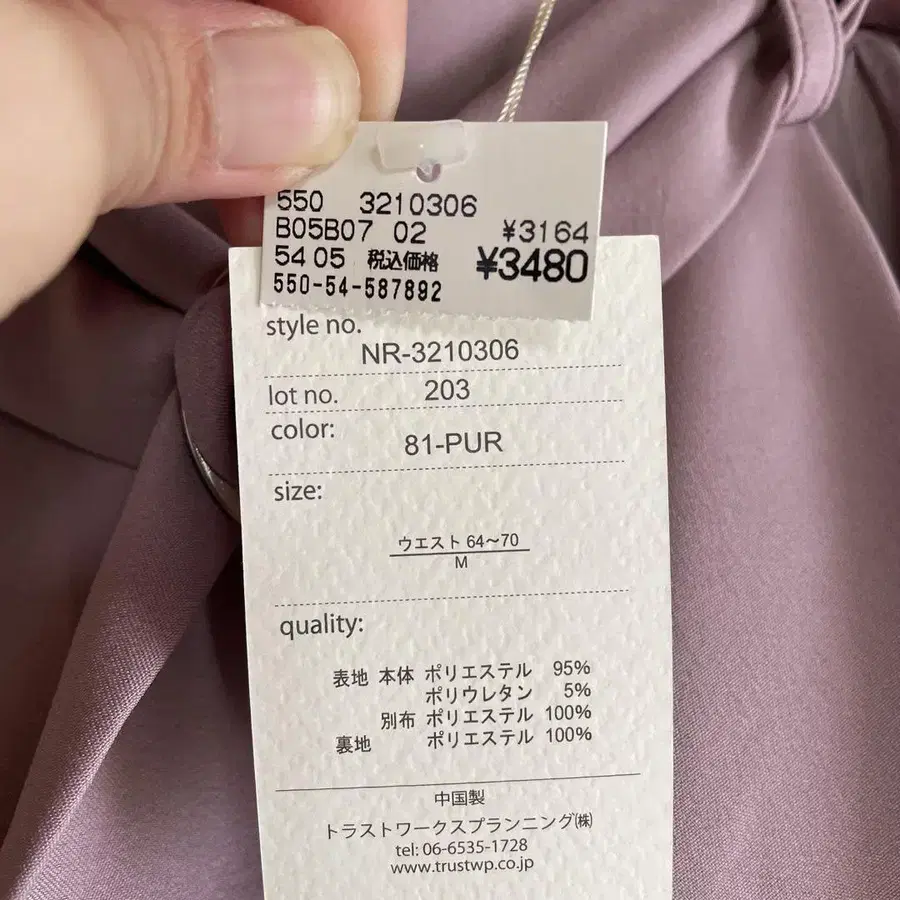 550 3210306
B05B07 02 ¥3164
54 05 税込価格 ¥3480
550-54-587892
style no.
NR-3210306
lot no. 203
color:
81-PUR
size:
ウエスト 64〜70
M
quality:
表地 本体 ポリエステル 95%
ポリウレタン 5%
別布 ポリエステル 100%
裏地 ポリエステル 100%
中国製
トラストワークスプランニング㈱
tel: 06-6535-1728
www.trustwp.co.jp